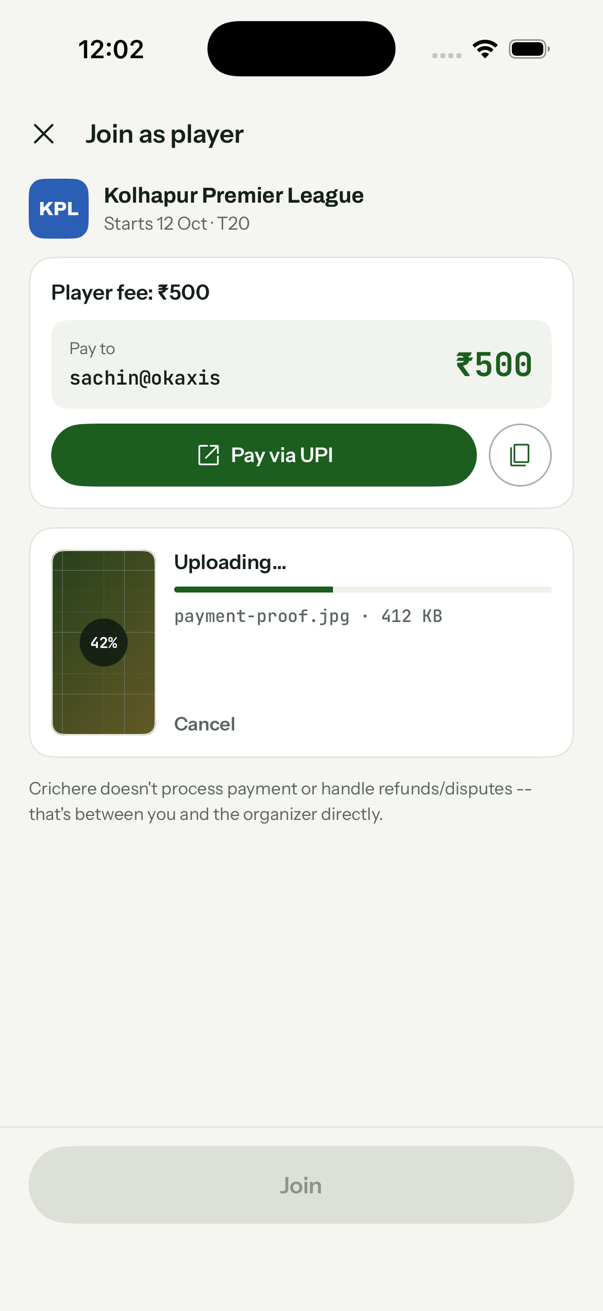 12:02
Join as player
KPL
Kolhapur Premier League
Starts 12 Oct · T20
Player fee: ₹500
Pay to
sachin@okaxis
₹500
Pay via UPI
Uploading...
42%
payment-proof.jpg · 412 KB
Cancel
Crichere doesn't process payment or handle refunds/disputes --
that's between you and the organizer directly.
Join